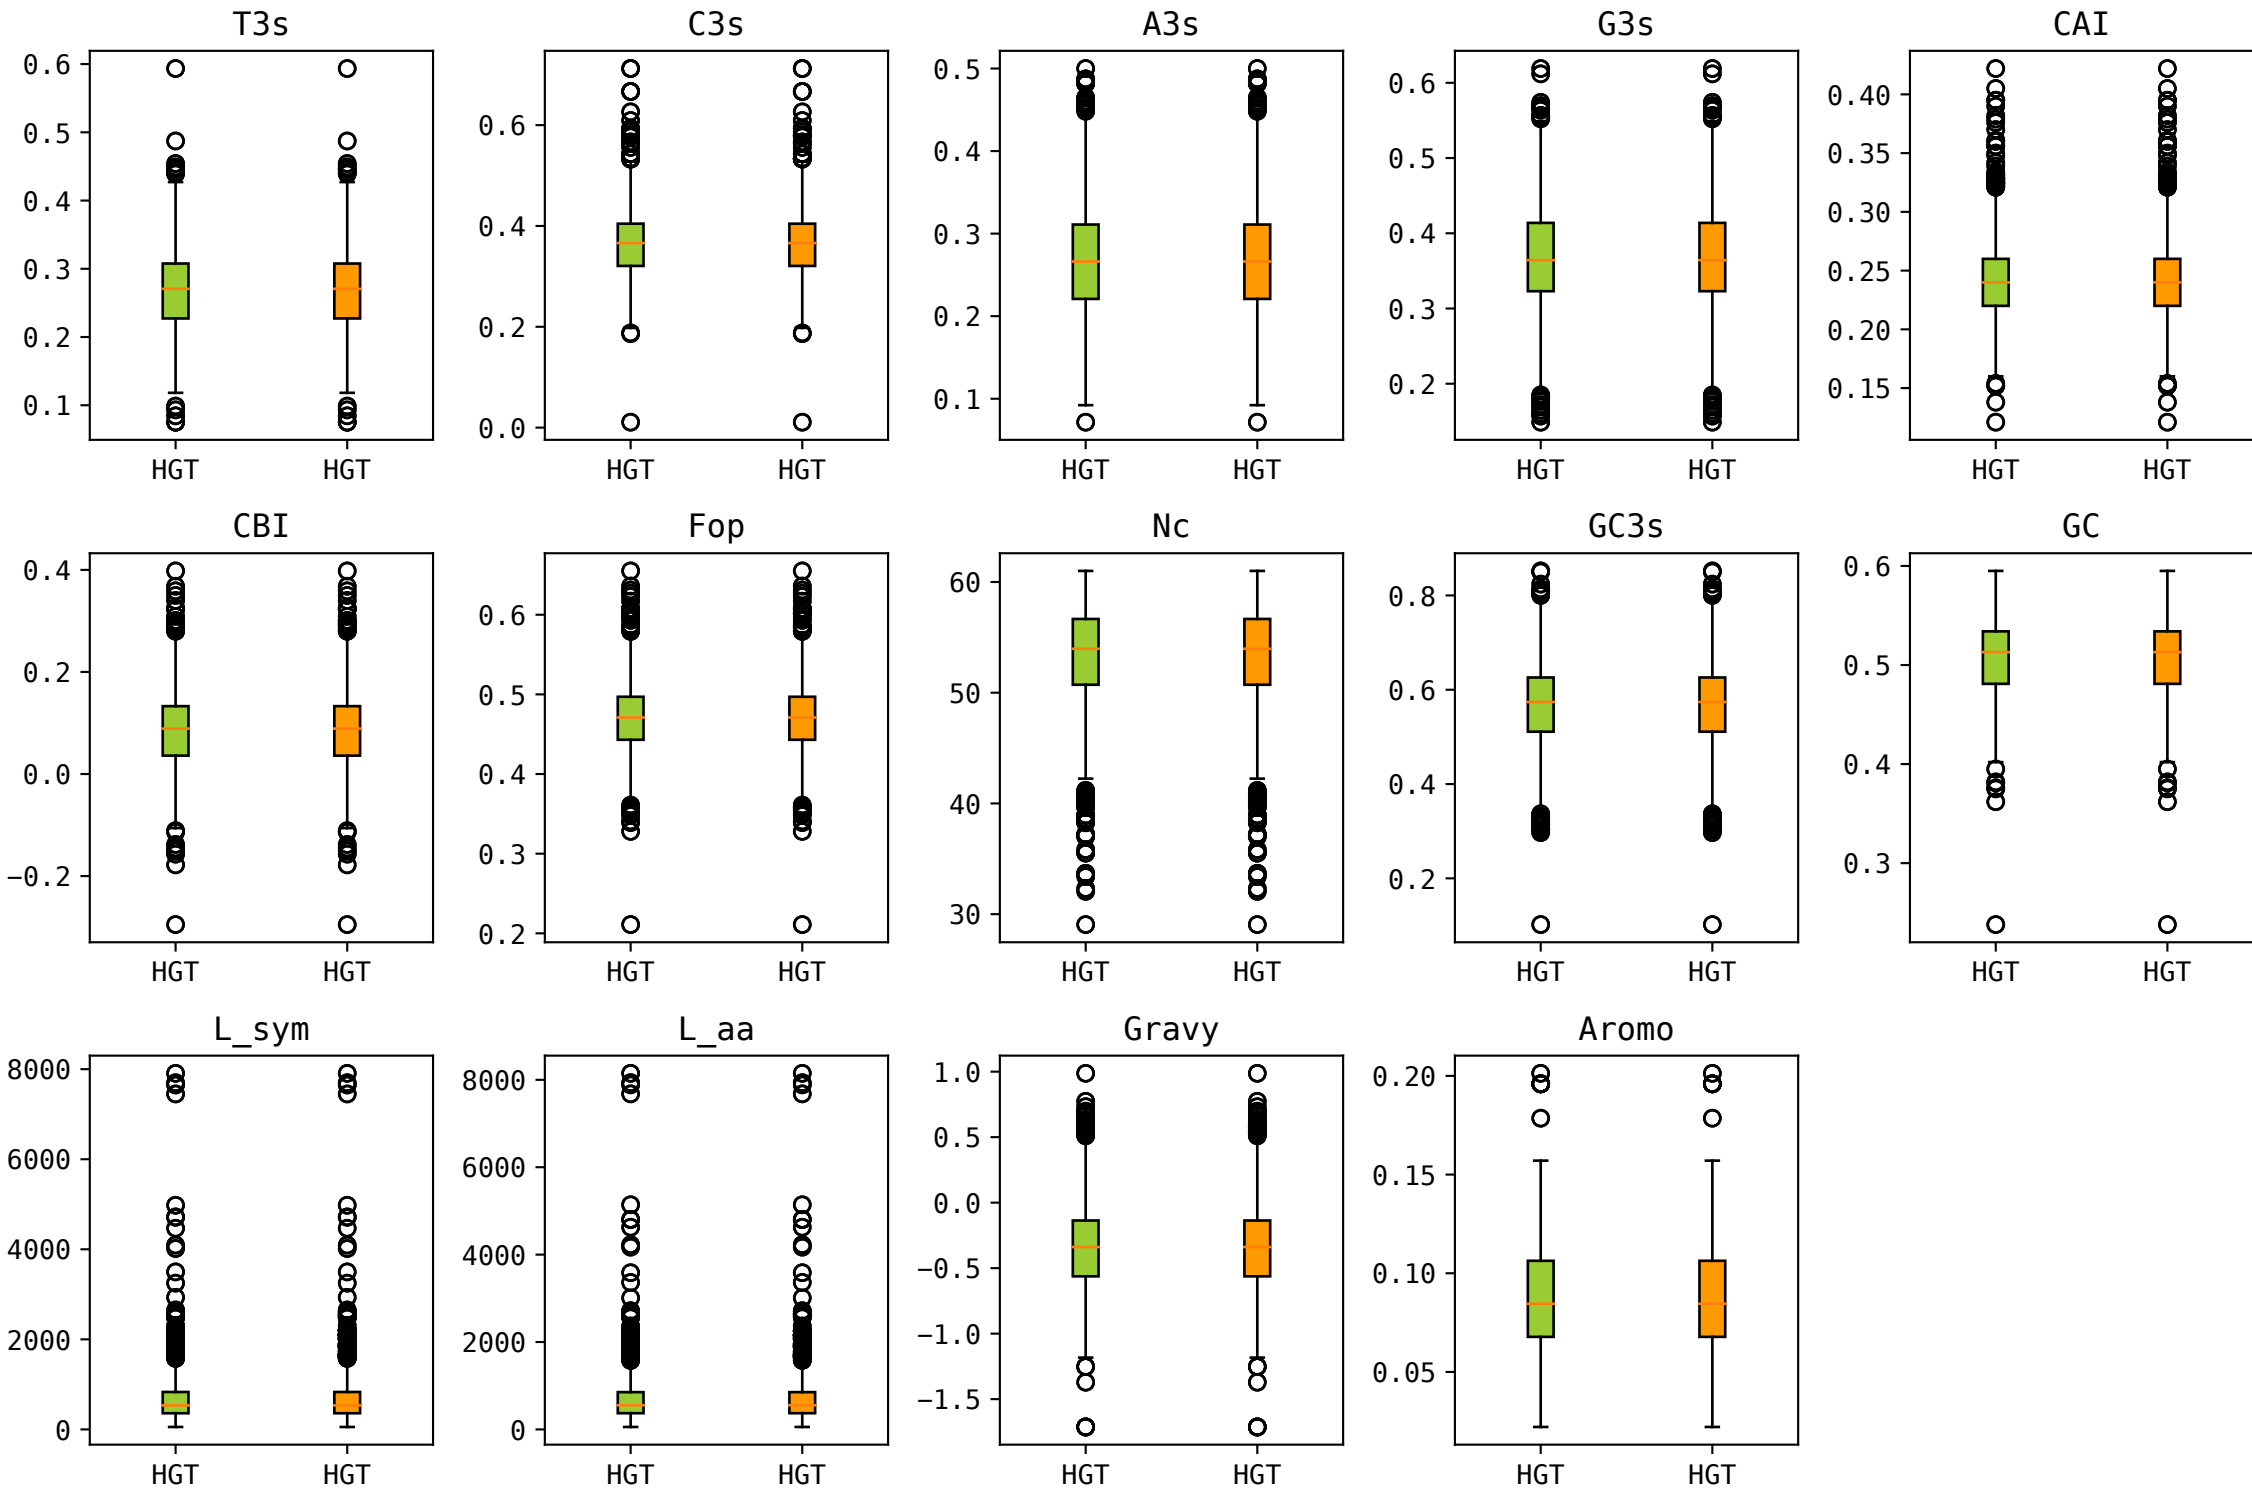 T3s
C3s
A3s
G3s
CAI
0.6
0.5
0.4
0.3
0.2
0.1
HGT
HGT
0.6
0.4
0.2
0.0
HGT
HGT
0.5
0.4
0.3
0.2
0.1
HGT
HGT
0.6
0.5
0.4
0.3
0.2
HGT
HGT
0.40
0.35
0.30
0.25
0.20
0.15
HGT
HGT
CBI
Fop
Nc
GC3s
GC
0.4
0.2
0.0
−0.2
HGT
HGT
0.6
0.5
0.4
0.3
0.2
HGT
HGT
60
50
40
30
HGT
HGT
0.8
0.6
0.4
0.2
HGT
HGT
0.6
0.5
0.4
0.3
HGT
HGT
L_sym
L_aa
Gravy
Aromo
8000
6000
4000
2000
0
HGT
HGT
8000
6000
4000
2000
0
HGT
HGT
1.0
0.5
0.0
−0.5
−1.0
−1.5
HGT
HGT
0.20
0.15
0.10
0.05
HGT
HGT